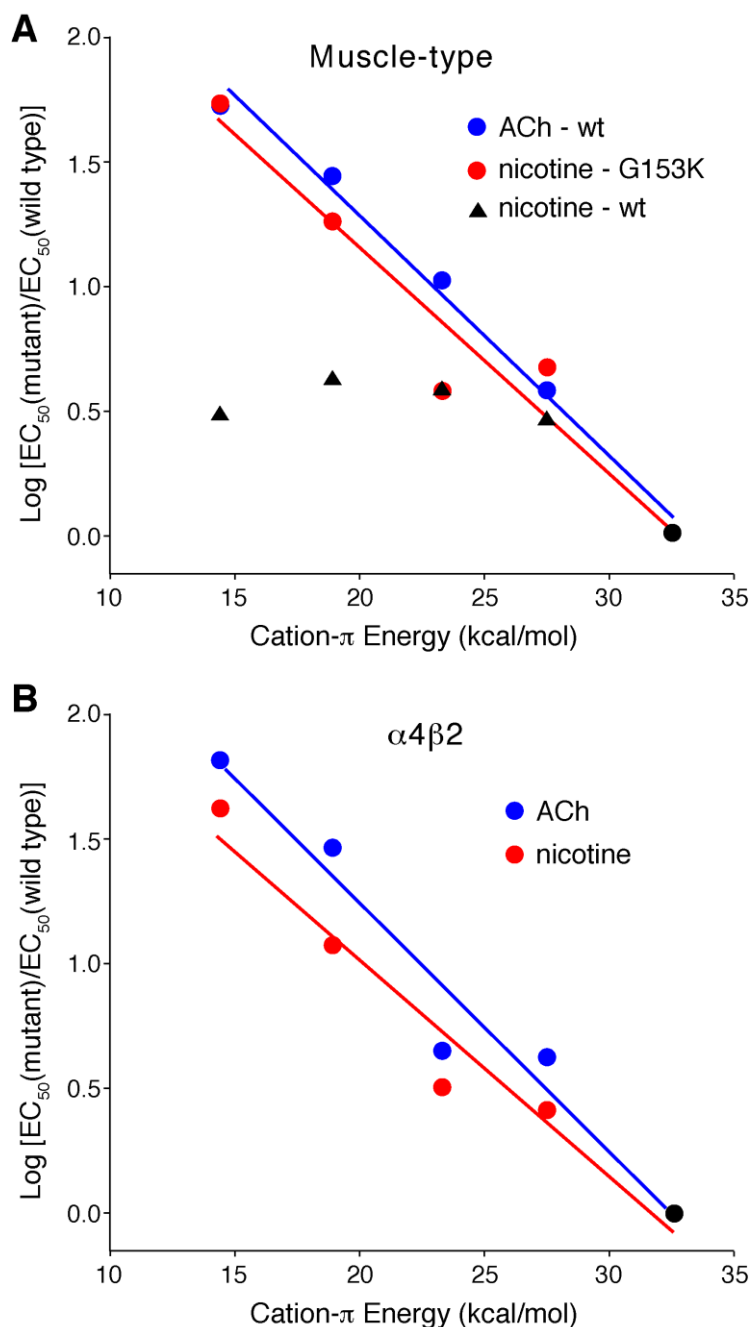 A
Muscle-type
2.0
1.5
1.0
0.5
0.0
Log [EC₅₀(mutant)/EC₅₀(wild type)]
ACh - wt
nicotine - G153K
nicotine - wt
10 15 20 25 30 35
Cation-π Energy (kcal/mol)
B
α4β2
2.0
1.5
1.0
0.5
0.0
Log [EC₅₀(mutant)/EC₅₀(wild type)]
ACh
nicotine
10 15 20 25 30 35
Cation-π Energy (kcal/mol)